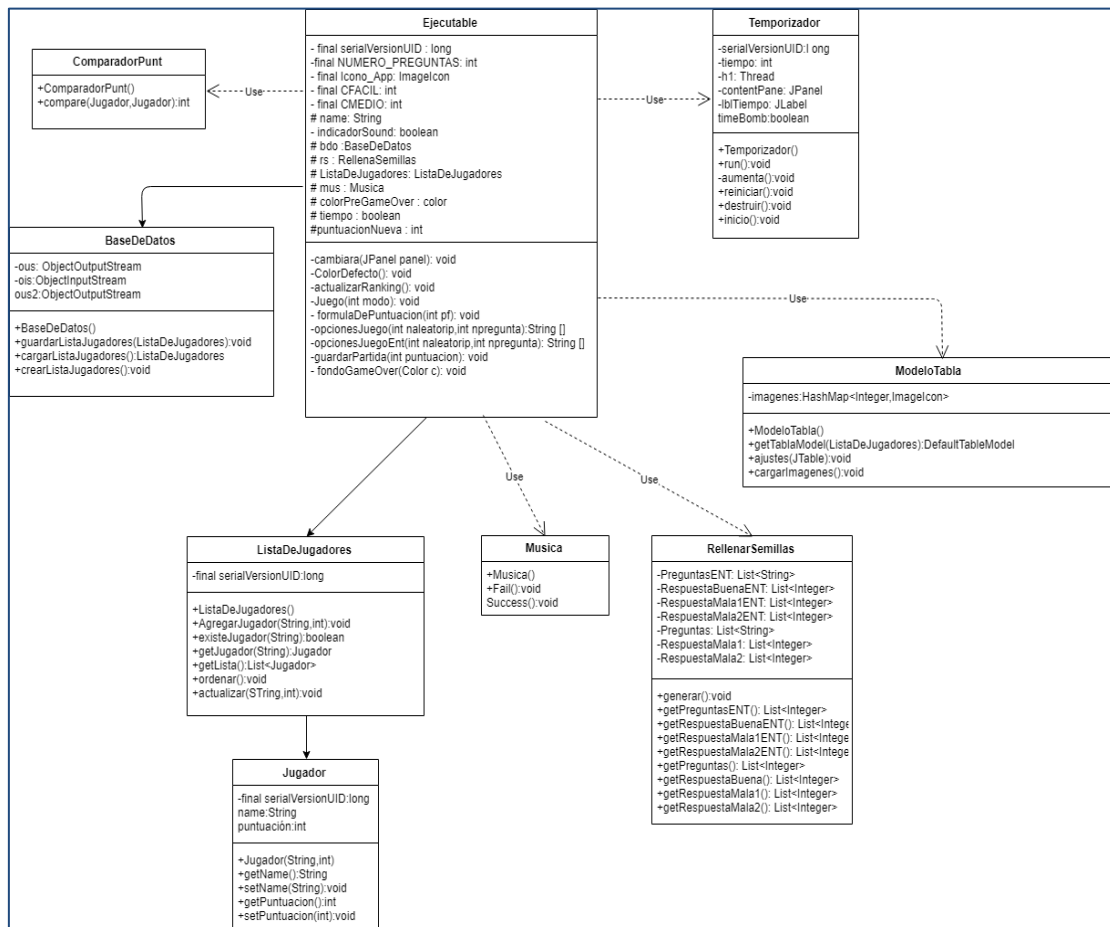 Ejecutable
- final serialVersionUID : long
-final NUMERO_PREGUNTAS: int
- final Icono_App: ImageIcon
- final CFACIL: int
- final CMEDIO: int
# name: String
- indicadorSound: boolean
# bdo :BaseDeDatos
# rs : RellenaSemillas
# ListaDeJugadores: ListaDeJugadores
# mus : Musica
# colorPreGameOver : color
# tiempo : boolean
#puntuacionNueva : int
-cambiara(JPanel panel): void
-ColorDefecto(): void
-actualizarRanking(): void
-Juego(int modo): void
- formulaDePuntuacion(int pf): void
-opcionesJuego(int naleatorip,int npregunta):String []
-opcionesJuegoEnt(int naleatorip,int npregunta): String []
-guardarPartida(int puntuacion): void
- fondoGameOver(Color c): void
Temporizador
-serialVersionUID:l ong
-tiempo: int
-h1: Thread
-contentPane: JPanel
-lblTiempo: JLabel
timeBomb:boolean
+Temporizador()
+run():void
-aumenta():void
+reiniciar():void
+destruir():void
+inicio():void
ComparadorPunt
+ComparadorPunt()
+compare(Jugador,Jugador):int
Use
Use
BaseDeDatos
-ous: ObjectOutputStream
-ois:ObjectInputStream
ous2:ObjectOutputStream
+BaseDeDatos()
+guardarListaJugadores(ListaDeJugadores):void
+cargarListaJugadores():ListaDeJugadores
+crearListaJugadores():void
Use
ModeloTabla
-imagenes:HashMap<Integer,ImageIcon>
+ModeloTabla()
+getTablaModel(ListaDeJugadores):DefaultTableModel
+ajustes(JTable):void
+cargarImagenes():void
Use
Use
ListaDeJugadores
-final serialVersionUID:long
+ListaDeJugadores()
+AgregarJugador(String,int):void
+existeJugador(String):boolean
+getJugador(String):Jugador
+getLista():List<Jugador>
+ordenar():void
+actualizar(STring,int):void
Musica
+Musica()
+Fail():void
Success():void
RellenarSemillas
-PreguntasENT: List<String>
-RespuestaBuenaENT: List<Integer>
-RespuestaMala1ENT: List<Integer>
-RespuestaMala2ENT: List<Integer>
-Preguntas: List<String>
-RespuestaMala1: List<Integer>
-RespuestaMala2: List<Integer>
+generar():void
+getPreguntasENT(): List<Integer>
+getRespuestaBuenaENT(): List<Intege
+getRespuestaMala1ENT(): List<Intege
+getRespuestaMala2ENT(): List<Intege
+getPreguntas(): List<Integer>
+getRespuestaBuena(): List<Integer>
+getRespuestaMala1(): List<Integer>
+getRespuestaMala2(): List<Integer>
Jugador
-final serialVersionUID:long
name:String
puntuación:int
+Jugador(String,int)
+getName():String
+setName(String):void
+getPuntuacion():int
+setPuntuacion(int):void